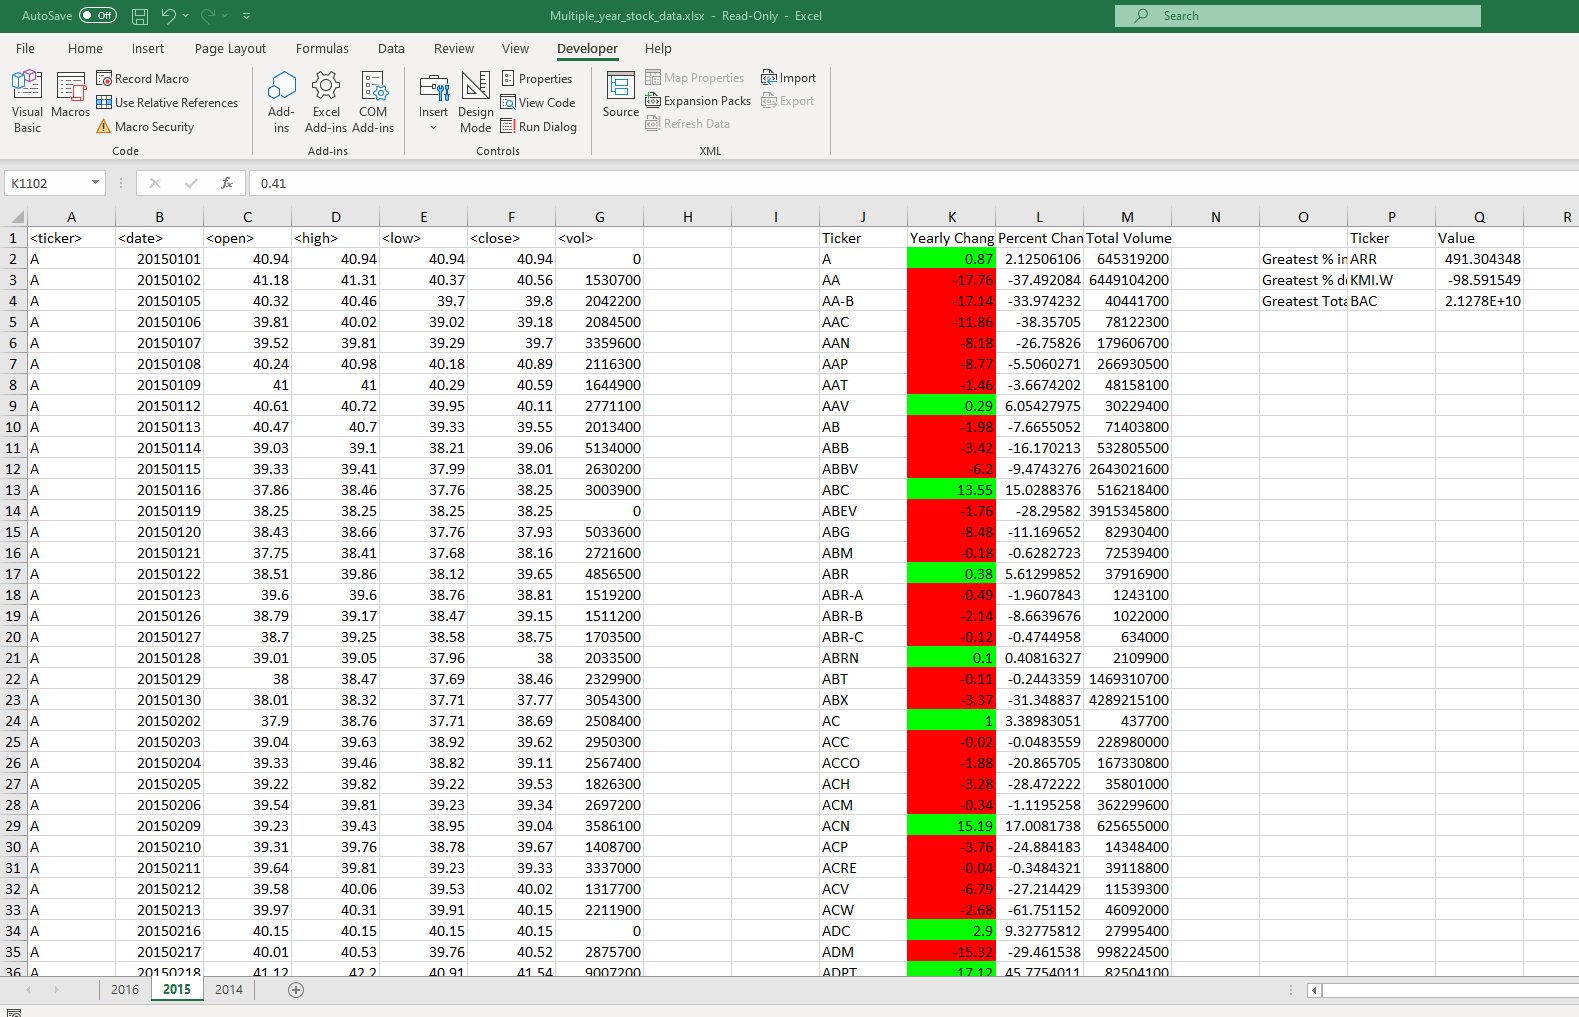 AutoSave Off Multiple_year_stock_data.xlsx - Read-Only - Excel Search
File Home Insert Page Layout Formulas Data Review View Developer Help
Visual Basic
Macros
Record Macro
Use Relative References
Macro Security
Code
Add-ins
Excel Add-ins
COM Add-ins
Add-ins
Insert
Design Mode
Properties
View Code
Run Dialog
Controls
Source
Map Properties
Expansion Packs
Refresh Data
Import
Export
XML
K1102 fx 0.41
A B C D E F G H I J K L M N O P Q R
1 <ticker> <date> <open> <high> <low> <close> <vol> Ticker Yearly Chang Percent Chan Total Volume Ticker Value
2 A 20150101 40.94 40.94 40.94 40.94 0 A 0.87 2.12506106 645319200 Greatest % in ARR 491.304348
3 A 20150102 41.18 41.31 40.37 40.56 1530700 AA -17.76 -37.492084 6449104200 Greatest % de KMI.W -98.591549
4 A 20150105 40.32 40.46 39.7 39.8 2042200 AA-B -17.14 -33.974232 40441700 Greatest Tota BAC 2.1278E+10
5 A 20150106 39.81 40.02 39.02 39.18 2084500 AAC -11.86 -38.35705 78122300
6 A 20150107 39.52 39.81 39.29 39.7 3359600 AAN -8.18 -26.75826 179606700
7 A 20150108 40.24 40.98 40.18 40.89 2116300 AAP -8.77 -5.5060271 266930500
8 A 20150109 41 41 40.29 40.59 1644900 AAT -1.46 -3.6674202 48158100
9 A 20150112 40.61 40.72 39.95 40.11 2771100 AAV 0.29 6.05427975 30229400
10 A 20150113 40.47 40.7 39.33 39.55 2013400 AB -1.98 -7.6655052 71403800
11 A 20150114 39.03 39.1 38.21 39.06 5134000 ABB -3.42 -16.170213 532805500
12 A 20150115 39.33 39.41 37.99 38.01 2630200 ABBV -6.2 -9.4743276 2643021600
13 A 20150116 37.86 38.46 37.76 38.25 3003900 ABC 13.55 15.0288376 516218400
14 A 20150119 38.25 38.25 38.25 38.25 0 ABEV -1.76 -28.29582 3915345800
15 A 20150120 38.43 38.66 37.76 37.93 5033600 ABG -8.48 -11.169652 82930400
16 A 20150121 37.75 38.41 37.68 38.16 2721600 ABM -0.18 -0.6282723 72539400
17 A 20150122 38.51 39.86 38.12 39.65 4856500 ABR 0.38 5.61299852 37916900
18 A 20150123 39.6 39.6 38.76 38.81 1519200 ABR-A -0.49 -1.9607843 1243100
19 A 20150126 38.79 39.17 38.47 39.15 1511200 ABR-B -2.14 -8.6639676 1022000
20 A 20150127 38.7 39.25 38.58 38.75 1703500 ABR-C -0.12 -0.4744958 634000
21 A 20150128 39.01 39.05 37.96 38 2033500 ABRN 0.1 0.40816327 2109900
22 A 20150129 38 38.47 37.69 38.46 2329900 ABT -0.11 -0.2443359 1469310700
23 A 20150130 38.01 38.32 37.71 37.77 3054300 ABX -3.37 -31.348837 4289215100
24 A 20150202 37.9 38.76 37.71 38.69 2508400 AC 1 3.38983051 437700
25 A 20150203 39.04 39.63 38.92 39.62 2950300 ACC -0.02 -0.0483559 228980000
26 A 20150204 39.33 39.46 38.82 39.11 2567400 ACCO -1.88 -20.865705 167330800
27 A 20150205 39.22 39.82 39.22 39.53 1826300 ACH -3.28 -28.472222 35801000
28 A 20150206 39.54 39.81 39.23 39.34 2697200 ACM -0.34 -1.1195258 362299600
29 A 20150209 39.23 39.43 38.95 39.04 3586100 ACN 15.19 17.0081738 625655000
30 A 20150210 39.31 39.76 38.78 39.67 1408700 ACP -3.76 -24.884183 14348400
31 A 20150211 39.64 39.81 39.23 39.33 3337000 ACRE -0.04 -0.3484321 39118800
32 A 20150212 39.58 40.06 39.53 40.02 1317700 ACV -6.79 -27.214429 11539300
33 A 20150213 39.97 40.31 39.91 40.15 2211900 ACW -2.68 -61.751152 46092000
34 A 20150216 40.15 40.15 40.15 40.15 0 ADC 2.9 9.32775812 27995400
35 A 20150217 40.01 40.53 39.76 40.52 2875700 ADM -15.32 -29.461538 998224500
36 A 20150218 41.12 42.2 40.91 41.54 9007200 ADPT 17.12 45.7754011 82504100
2016 2015 2014